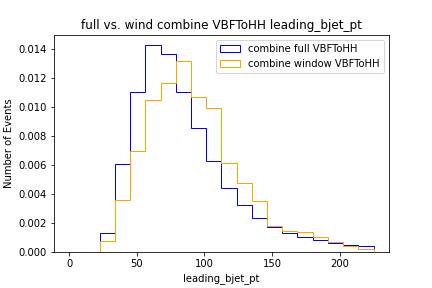 full vs. wind combine VBFToHH leading_bjet_pt
combine full VBFToHH
combine window VBFToHH
Number of Events
0.014
0.012
0.010
0.008
0.006
0.004
0.002
0.000
0
50
100
150
200
leading_bjet_pt